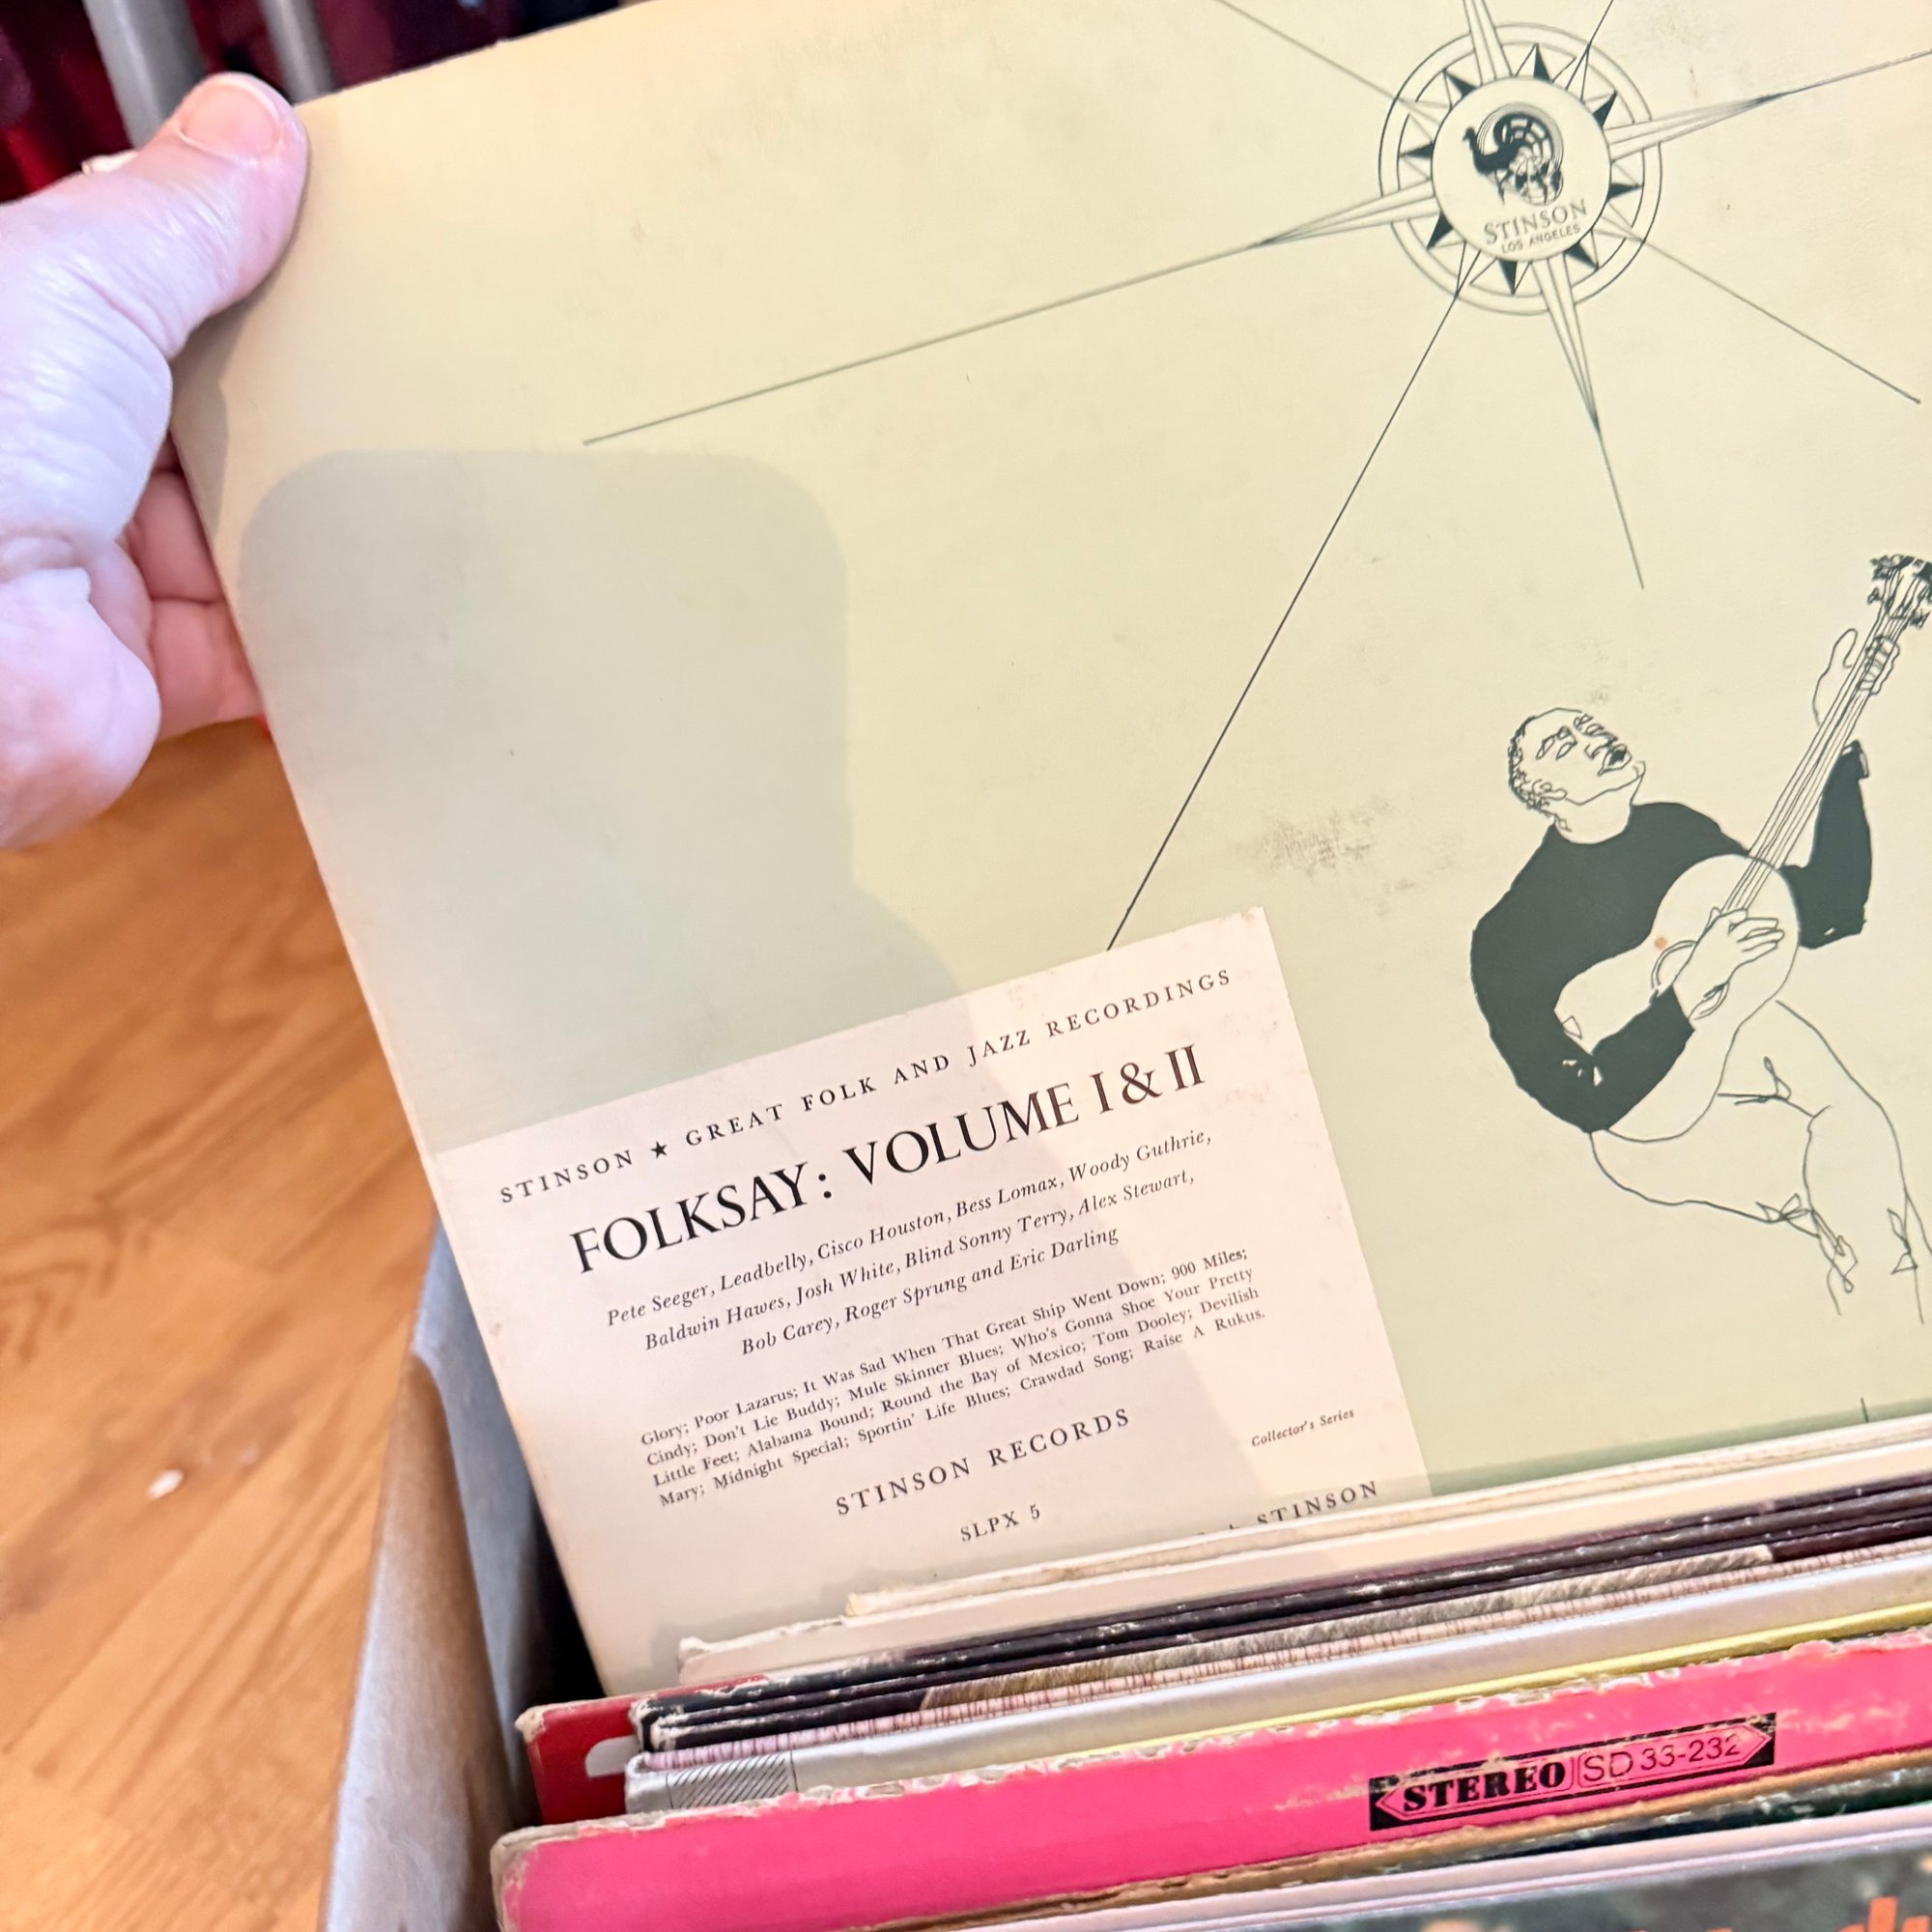 STINSON
LOS ANGELES
STINSON ★ GREAT FOLK AND JAZZ RECORDINGS
FOLKSAY: VOLUME I & II
Pete Seeger, Leadbelly, Cisco Houston, Bess Lomax, Woody Guthrie,
Baldwin Hawes, Josh White, Blind Sonny Terry, Alex Stewart,
Bob Carey, Roger Sprung and Eric Darling
Glory; Poor Lazarus; It Was Sad When That Great Ship Went Down; 900 Miles;
Cindy; Don't Lie Buddy; Mule Skinner Blues; Who's Gonna Shoe Your Pretty
Little Feet; Alabama Bound; Round the Bay of Mexico; Tom Dooley; Devilish
Mary; Midnight Special; Sportin' Life Blues; Crawdad Song; Raise A Rukus.
STINSON RECORDS
Collector's Series
SLPX 5
★ STINSON
STEREO SD 33-232